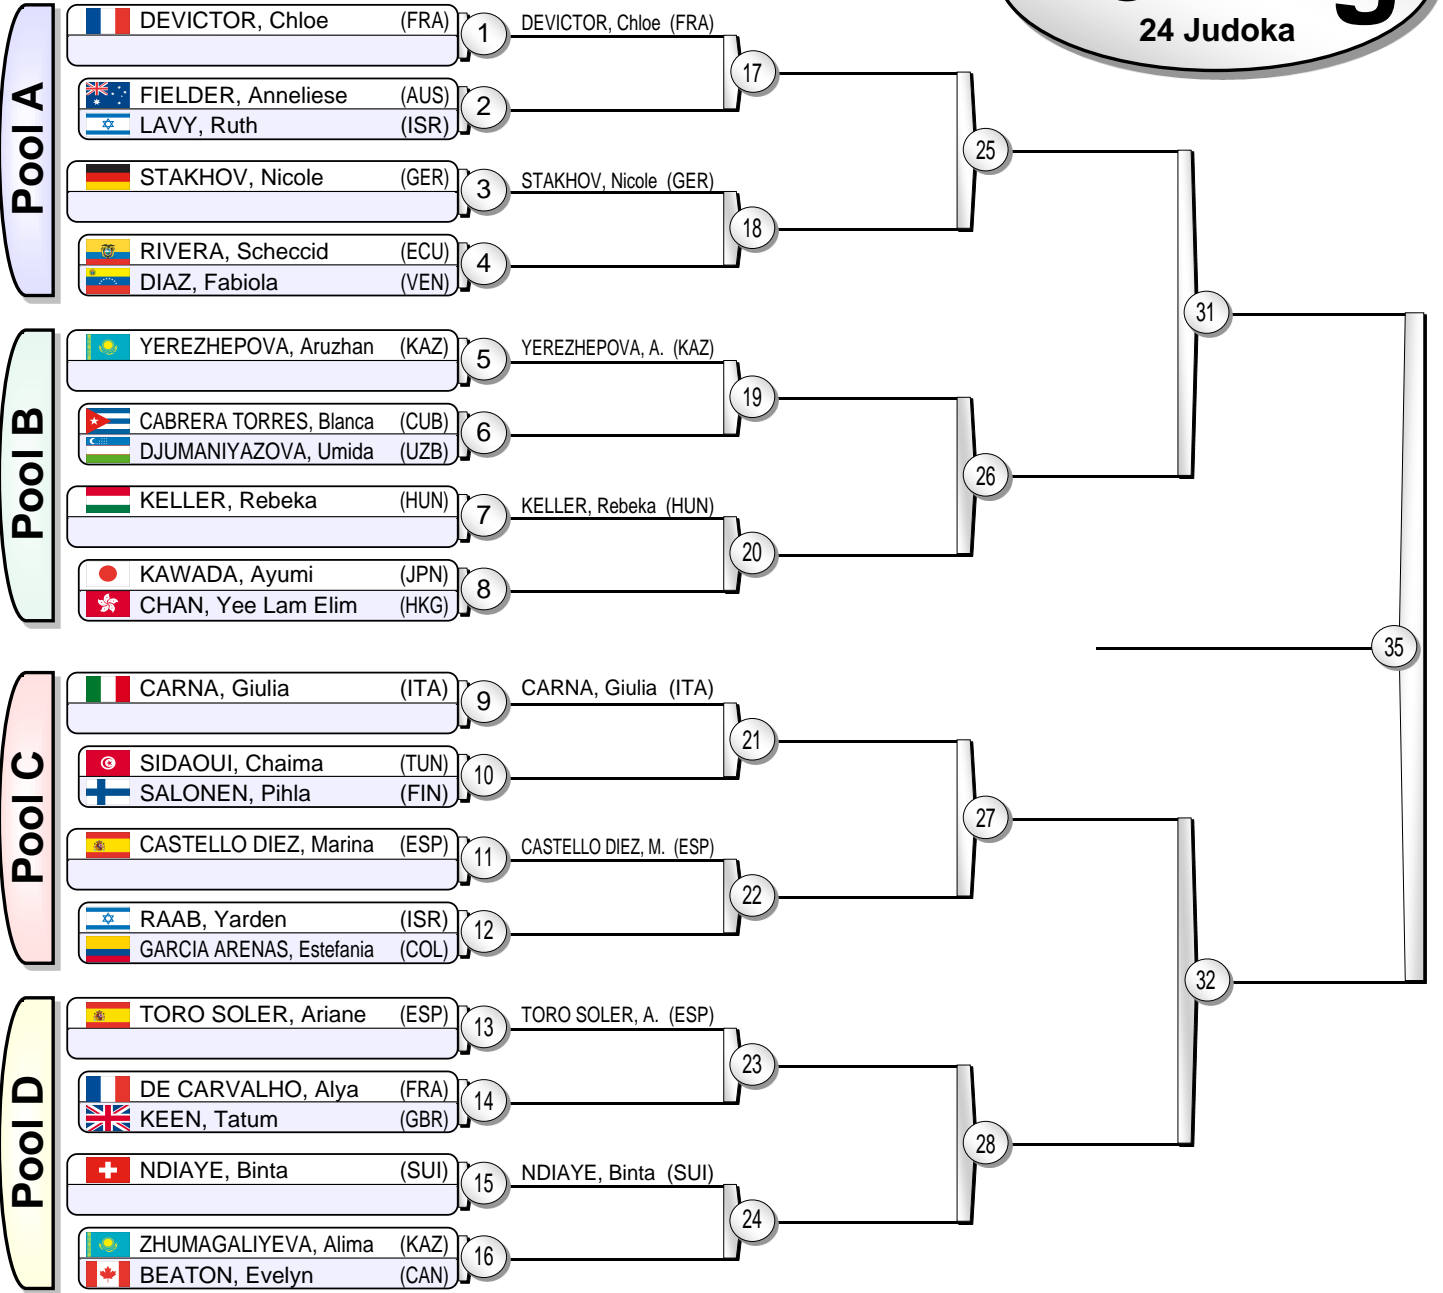 24 Judoka
Pool A
DEVICTOR, Chloe (FRA) 1 DEVICTOR, Chloe (FRA)
17
FIELDER, Anneliese (AUS)
2
LAVY, Ruth (ISR)
25
STAKHOV, Nicole (GER) 3 STAKHOV, Nicole (GER)
18
RIVERA, Scheccid (ECU)
4
DIAZ, Fabiola (VEN)
31
Pool B
YEREZHEPOVA, Aruzhan (KAZ) 5 YEREZHEPOVA, A. (KAZ)
19
CABRERA TORRES, Blanca (CUB)
6
DJUMANIYAZOVA, Umida (UZB)
26
KELLER, Rebeka (HUN) 7 KELLER, Rebeka (HUN)
20
KAWADA, Ayumi (JPN)
8
CHAN, Yee Lam Elim (HKG)
35
Pool C
CARNA, Giulia (ITA) 9 CARNA, Giulia (ITA)
21
SIDAOUI, Chaima (TUN)
10
SALONEN, Pihla (FIN)
27
CASTELLO DIEZ, Marina (ESP) 11 CASTELLO DIEZ, M. (ESP)
22
RAAB, Yarden (ISR)
12
GARCIA ARENAS, Estefania (COL)
32
Pool D
TORO SOLER, Ariane (ESP) 13 TORO SOLER, A. (ESP)
23
DE CARVALHO, Alya (FRA)
14
KEEN, Tatum (GBR)
28
NDIAYE, Binta (SUI) 15 NDIAYE, Binta (SUI)
24
ZHUMAGALIYEVA, Alima (KAZ)
16
BEATON, Evelyn (CAN)